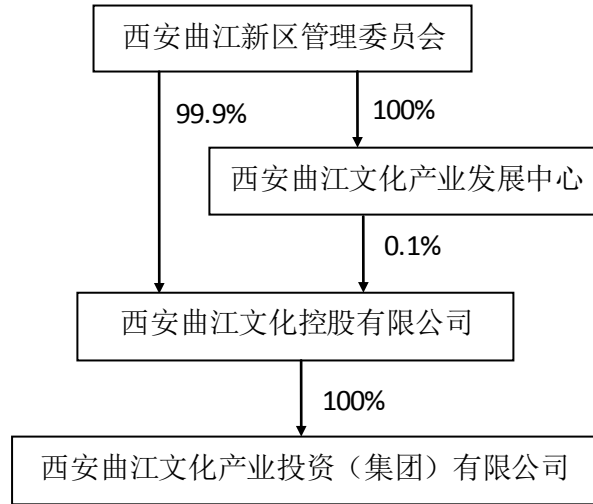 西安曲江新区管理委员会
99.9%
100%
西安曲江文化产业发展中心
0.1%
西安曲江文化控股有限公司
100%
西安曲江文化产业投资（集团）有限公司